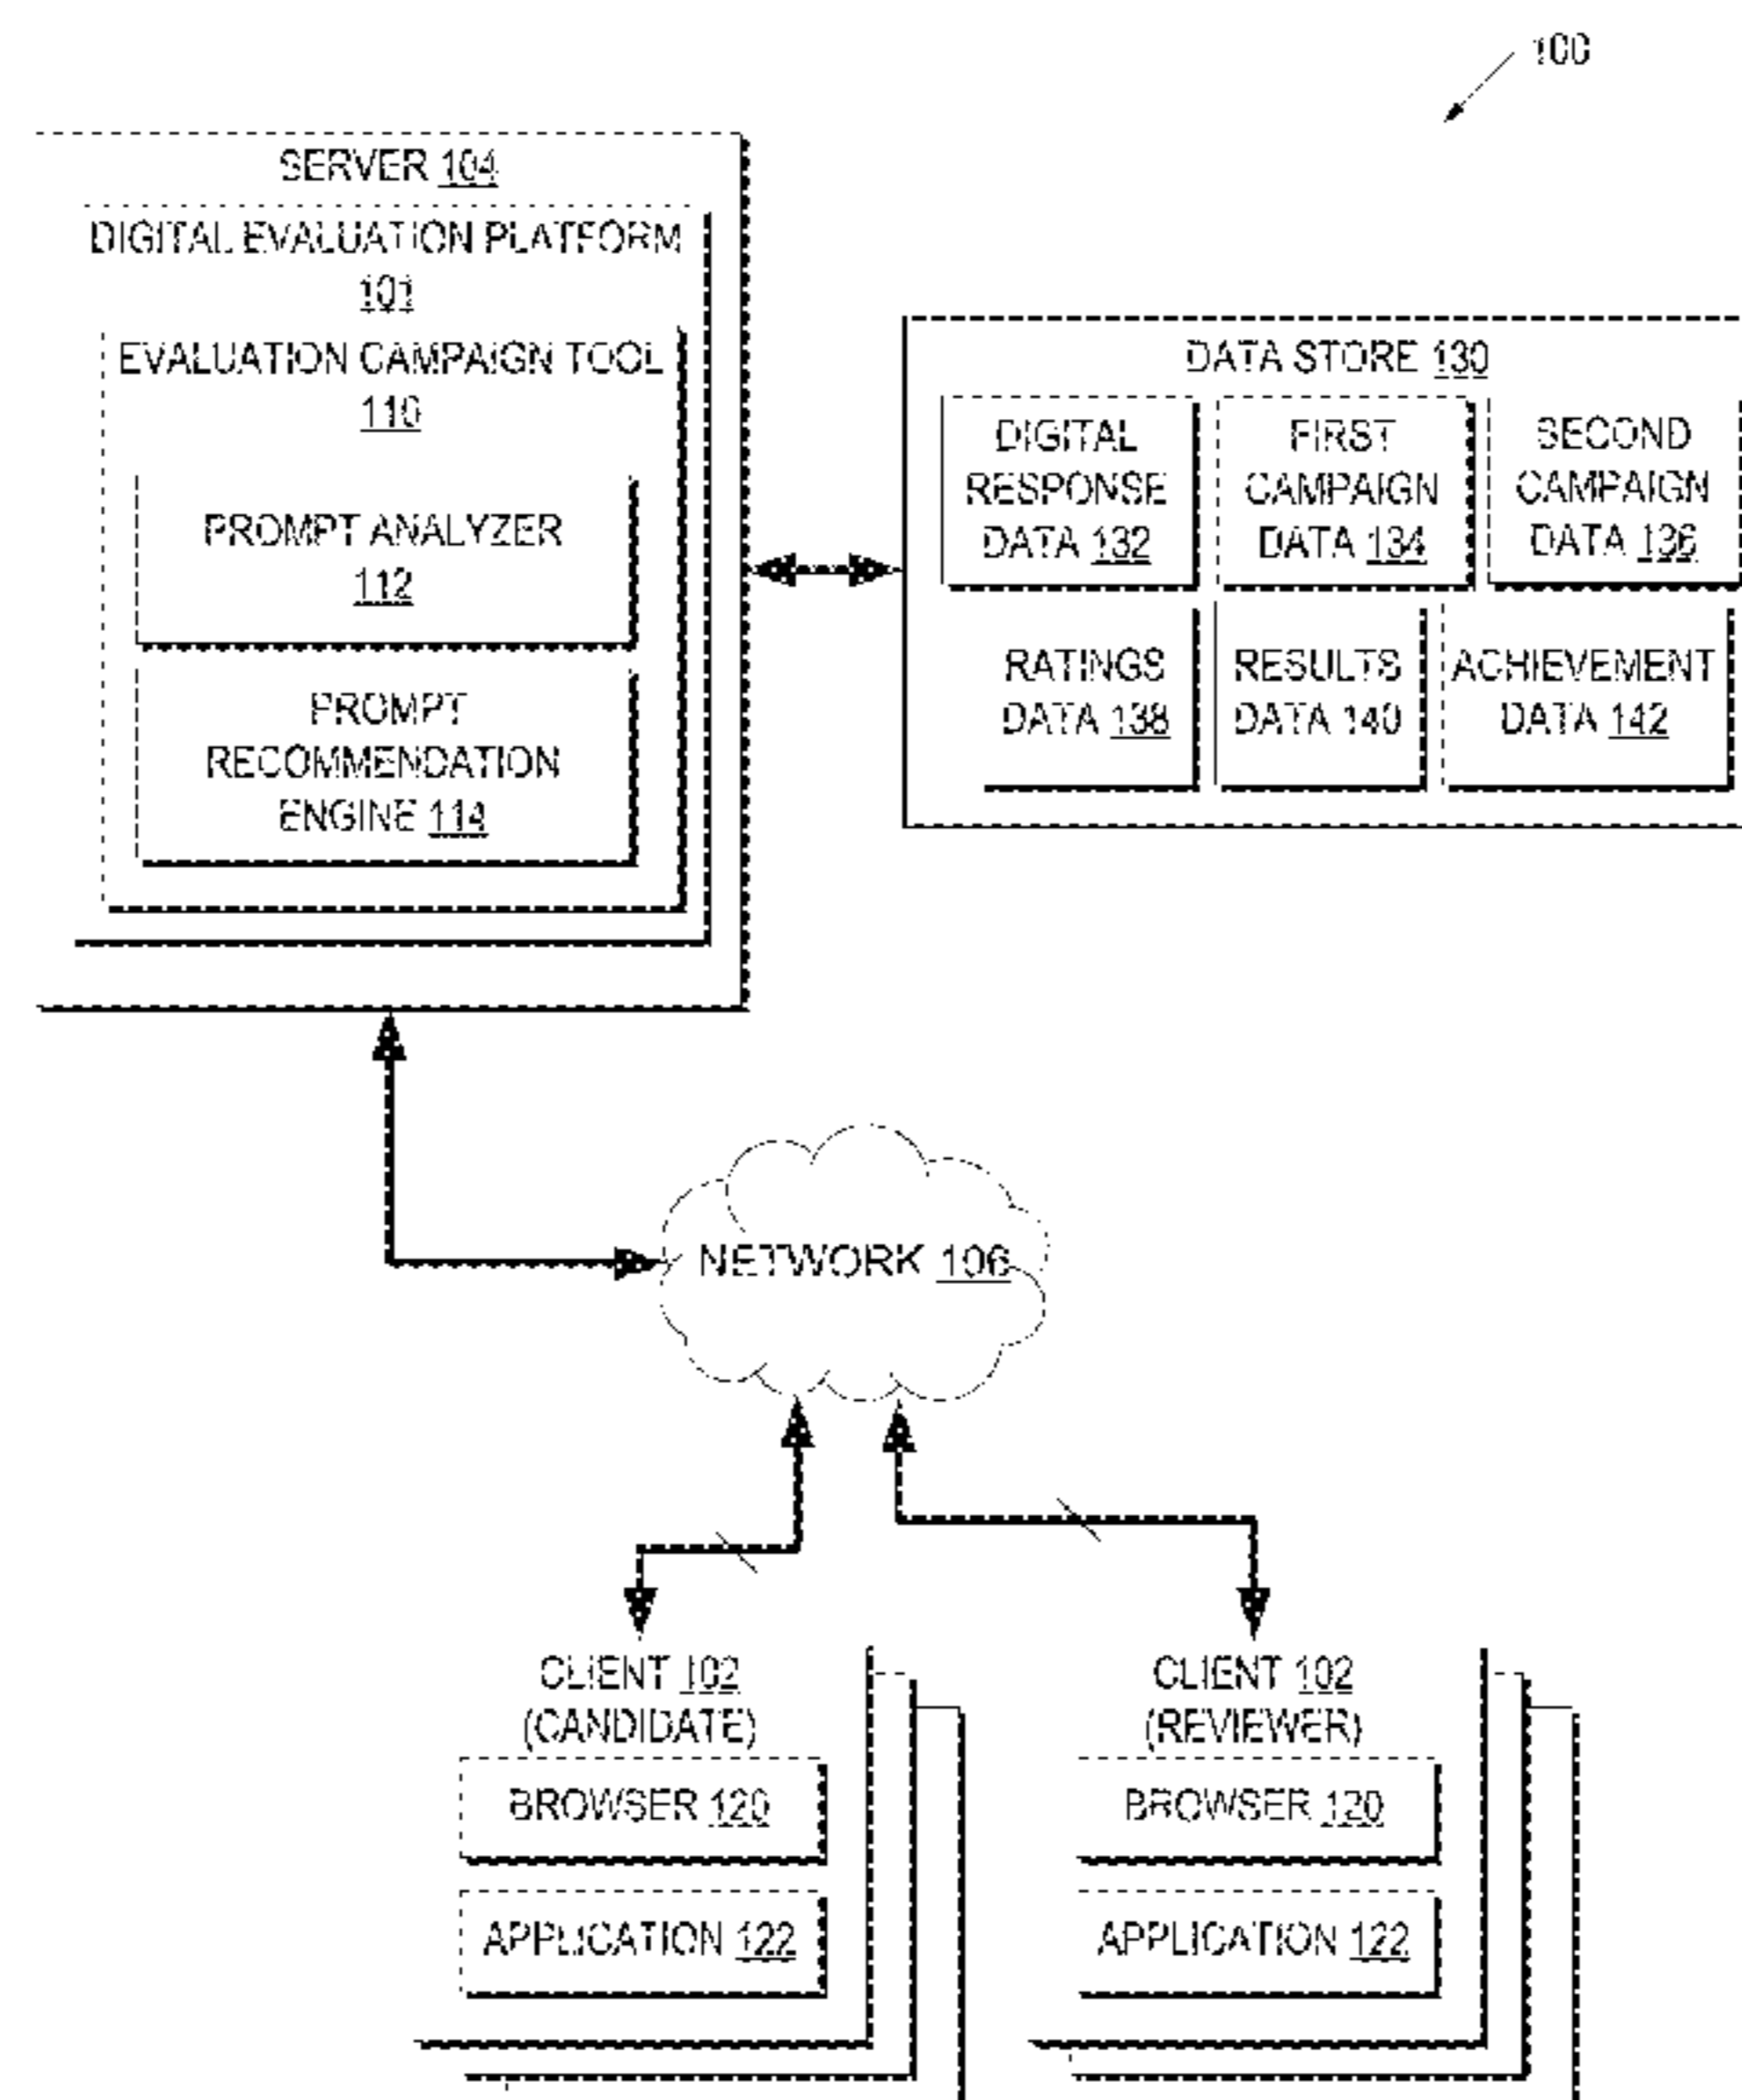 100
SERVER 104
DIGITAL EVALUATION PLATFORM
101
EVALUATION CAMPAIGN TOOL
110
PROMPT ANALYZER
112
PROMPT
RECOMMENDATION
ENGINE 114
DATA STORE 130
DIGITAL
RESPONSE
DATA 132
FIRST
CAMPAIGN
DATA 134
SECOND
CAMPAIGN
DATA 136
RATINGS
DATA 138
RESULTS
DATA 140
ACHIEVEMENT
DATA 142
NETWORK 106
CLIENT 102
(CANDIDATE)
BROWSER 120
APPLICATION 122
CLIENT 102
(REVIEWER)
BROWSER 120
APPLICATION 122